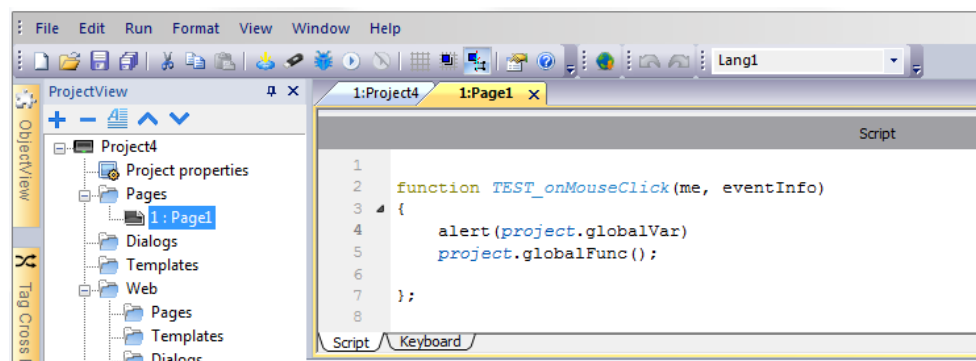 File Edit Run Format View Window Help
Lang1
ObjectView
Tag Cross
ProjectView
Project4
Project properties
Pages
1 : Page1
Dialogs
Templates
Web
Pages
Templates
Dialogs
1:Project4 1:Page1 x
Script
1
2 function TEST_onMouseClick(me, eventInfo)
3 {
4 alert(project.globalVar)
5 project.globalFunc();
6
7 };
8
Script Keyboard